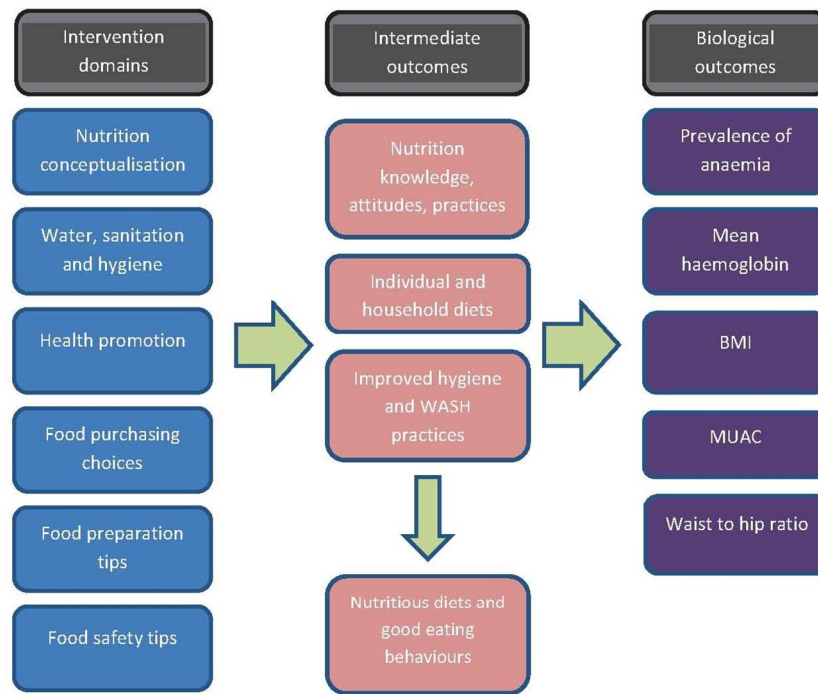 Intervention
domains
Nutrition
conceptualisation
Water, sanitation
and hygiene
Health promotion
Food purchasing
choices
Food preparation
tips
Food safety tips
Intermediate
outcomes
Nutrition
knowledge,
attitudes, practices
Individual and
household diets
Improved hygiene
and WASH
practices
Nutritious diets and
good eating
behaviours
Biological
outcomes
Prevalence of
anaemia
Mean
haemoglobin
BMI
MUAC
Waist to hip ratio